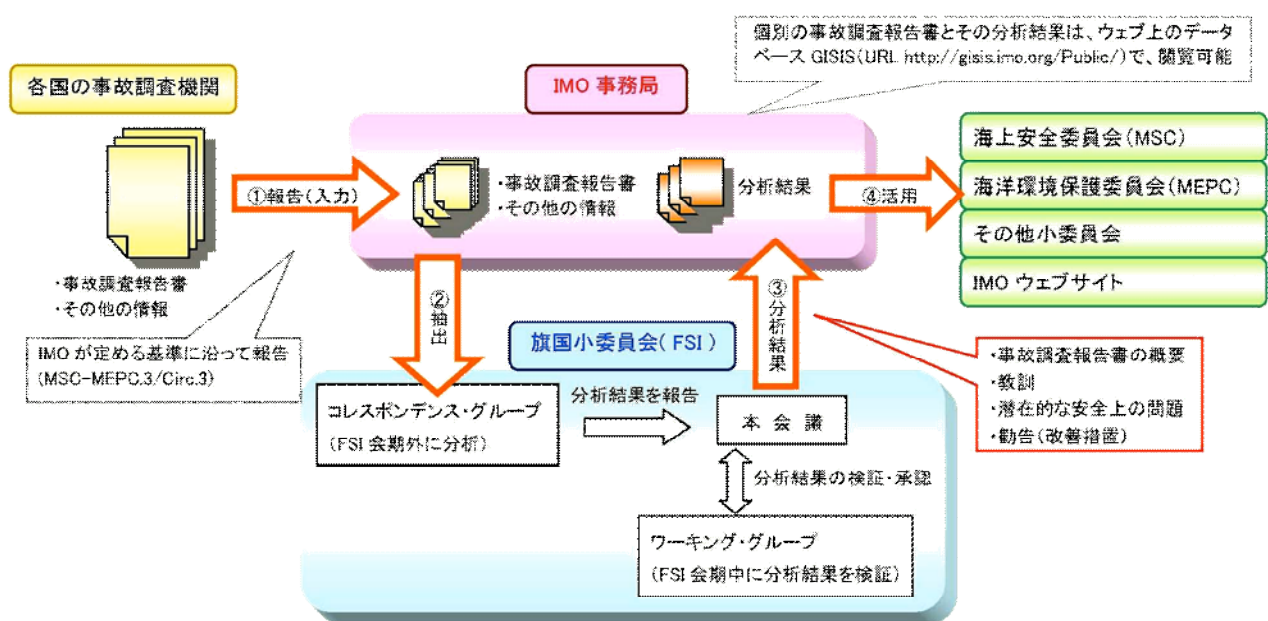 個別の事故調査報告書とその分析結果は、ウェブ上のデータ
ベース GISIS(URL http://gisis.imo.org/Public/)で、閲覧可能
各国の事故調査機関
IMO 事務局
①報告(入力)
・事故調査報告書
・その他の情報
分析結果
④活用
海上安全委員会(MSC)
海洋環境保護委員会(MEPC)
その他小委員会
IMO ウェブサイト
・事故調査報告書
・その他の情報
IMO が定める基準に沿って報告
(MSC-MEPC.3/Circ.3)
②抽出
③分析結果
旗国小委員会( FSI )
・事故調査報告書の概要
・教訓
・潜在的な安全上の問題
・勧告(改善措置)
コレスポンデンス・グループ
(FSI 会期外に分析)
分析結果を報告
本 会 議
分析結果の検証・承認
ワーキング・グループ
(FSI 会期中に分析結果を検証)